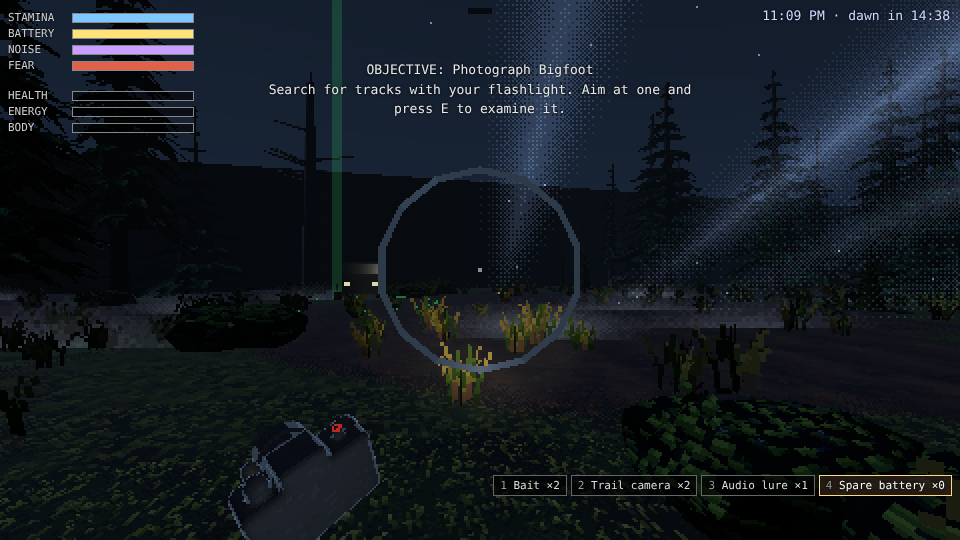 STAMINA
BATTERY
NOISE
FEAR
HEALTH
ENERGY
BODY
11:09 PM · dawn in 14:38
OBJECTIVE: Photograph Bigfoot
Search for tracks with your flashlight. Aim at one and
press E to examine it.
1 Bait ×2 2 Trail camera ×2 3 Audio lure ×1 4 Spare battery ×0